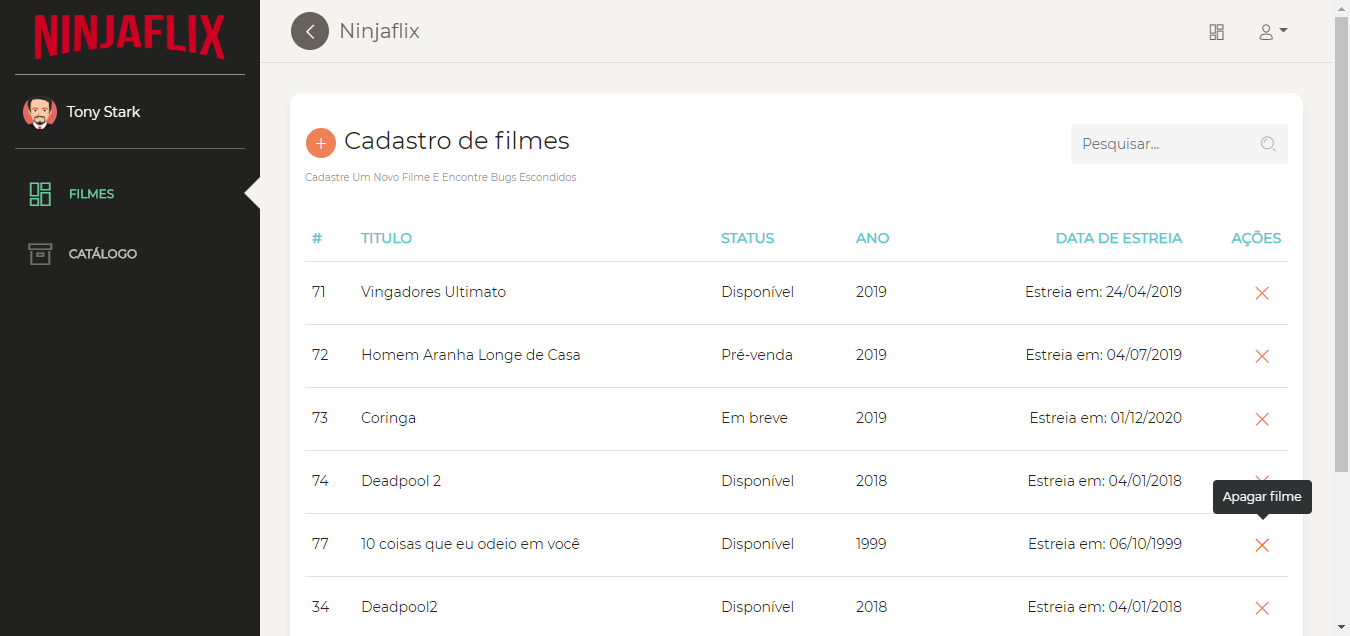 NINJAFLIX
Ninjaflix
Tony Stark
FILMES
CATÁLOGO
Cadastro de filmes
Pesquisar...
Cadastre Um Novo Filme E Encontre Bugs Escondidos
# TITULO STATUS ANO DATA DE ESTREIA AÇÕES
71 Vingadores Ultimato Disponível 2019 Estreia em: 24/04/2019
72 Homem Aranha Longe de Casa Pré-venda 2019 Estreia em: 04/07/2019
73 Coringa Em breve 2019 Estreia em: 01/12/2020
74 Deadpool 2 Disponível 2018 Estreia em: 04/01/2018
Apagar filme
77 10 coisas que eu odeio em você Disponível 1999 Estreia em: 06/10/1999
34 Deadpool2 Disponível 2018 Estreia em: 04/01/2018